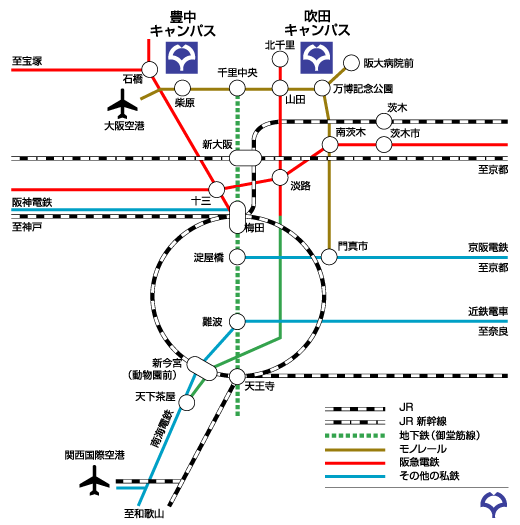 豊中
キャンパス
吹田
キャンパス
北千里
至宝塚
石橋
千里中央
阪大病院前
柴原
山田
万博記念公園
大阪空港
茨木
新大阪
南茨木
茨木市
至京都
淡路
十三
阪神電鉄
至神戸
梅田
淀屋橋
門真市
京阪電鉄
至京都
難波
近鉄電車
至奈良
新今宮
（動物園前）
天王寺
天下茶屋
南海電鉄
関西国際空港
至和歌山
JR
JR 新幹線
地下鉄（御堂筋線）
モノレール
阪急電鉄
その他の私鉄